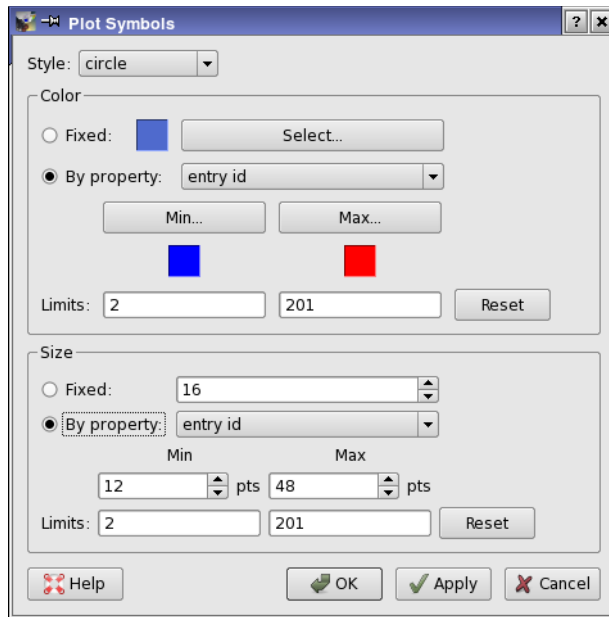 Plot Symbols
Style: circle
Color
Fixed: Select...
By property: entry id
Min... Max...
Limits: 2 201 Reset
Size
Fixed: 16
By property: entry id
Min Max
12 pts 48 pts
Limits: 2 201 Reset
Help OK Apply Cancel